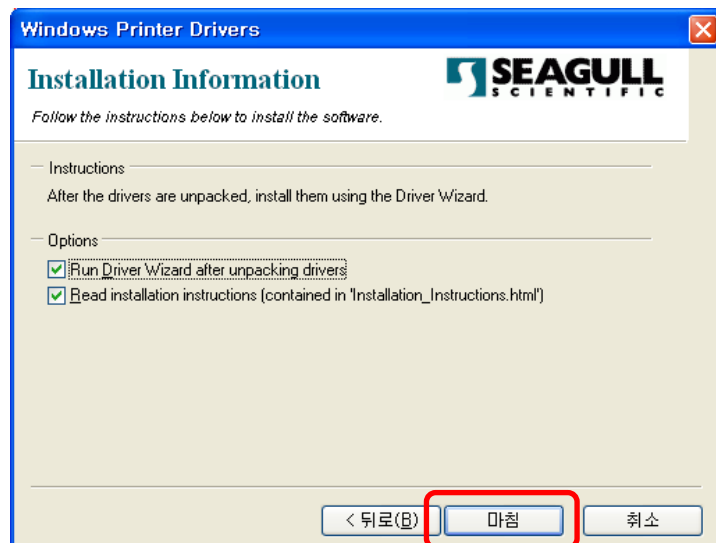 Windows Printer Drivers
Installation Information
SEAGULL
SCIENTIFIC
Follow the instructions below to install the software.
Instructions
After the drivers are unpacked, install them using the Driver Wizard.
Options
Run Driver Wizard after unpacking drivers
Read installation instructions (contained in 'Installation_Instructions.html')
< 뒤로(B) 마침 취소